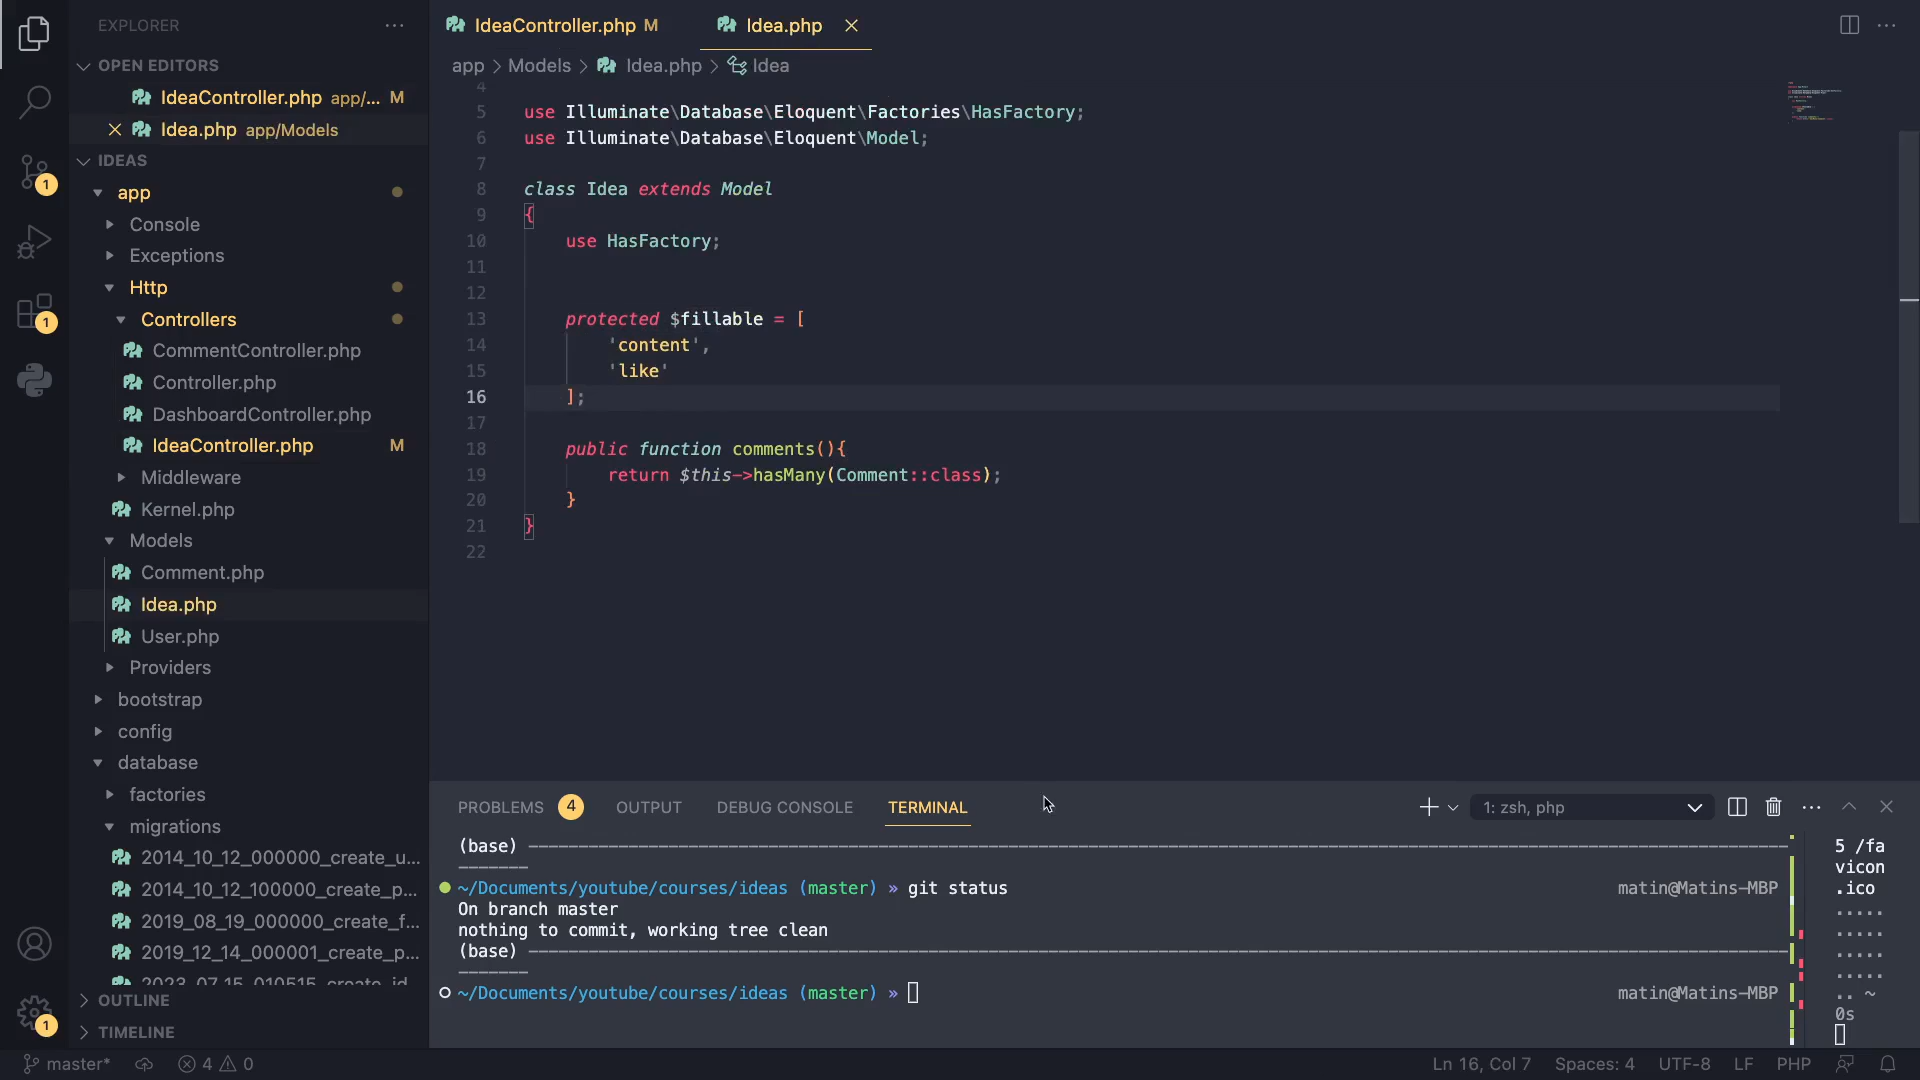 EXPLORER
OPEN EDITORS
IdeaController.php app/... M
Idea.php app/Models
IDEAS
app
Console
Exceptions
Http
Controllers
CommentController.php
Controller.php
DashboardController.php
IdeaController.php M
Middleware
Kernel.php
Models
Comment.php
Idea.php
User.php
Providers
bootstrap
config
database
factories
migrations
2014_10_12_000000_create_u...
2014_10_12_100000_create_p...
2019_08_19_000000_create_f...
2019_12_14_000001_create_p...
2023_07_15_010515_create_id
OUTLINE
TIMELINE
1
1
1
IdeaController.php M
Idea.php
app > Models > Idea.php > Idea
4
5 use Illuminate\Database\Eloquent\Factories\HasFactory;
6 use Illuminate\Database\Eloquent\Model;
7
8 class Idea extends Model
9 {
10 use HasFactory;
11
12
13 protected $fillable = [
14 'content',
15 'like'
16 ];
17
18 public function comments(){
19 return $this->hasMany(Comment::class);
20 }
21 }
22
PROBLEMS 4 OUTPUT DEBUG CONSOLE TERMINAL
1: zsh, php
(base)
~/Documents/youtube/courses/ideas (master) » git status matin@Matins-MBP
On branch master
nothing to commit, working tree clean
(base)
~/Documents/youtube/courses/ideas (master) » matin@Matins-MBP
5 /fa
vicon
.ico
.....
.....
.....
.....
.. ~
0s
master* 4 0 Ln 16, Col 7 Spaces: 4 UTF-8 LF PHP